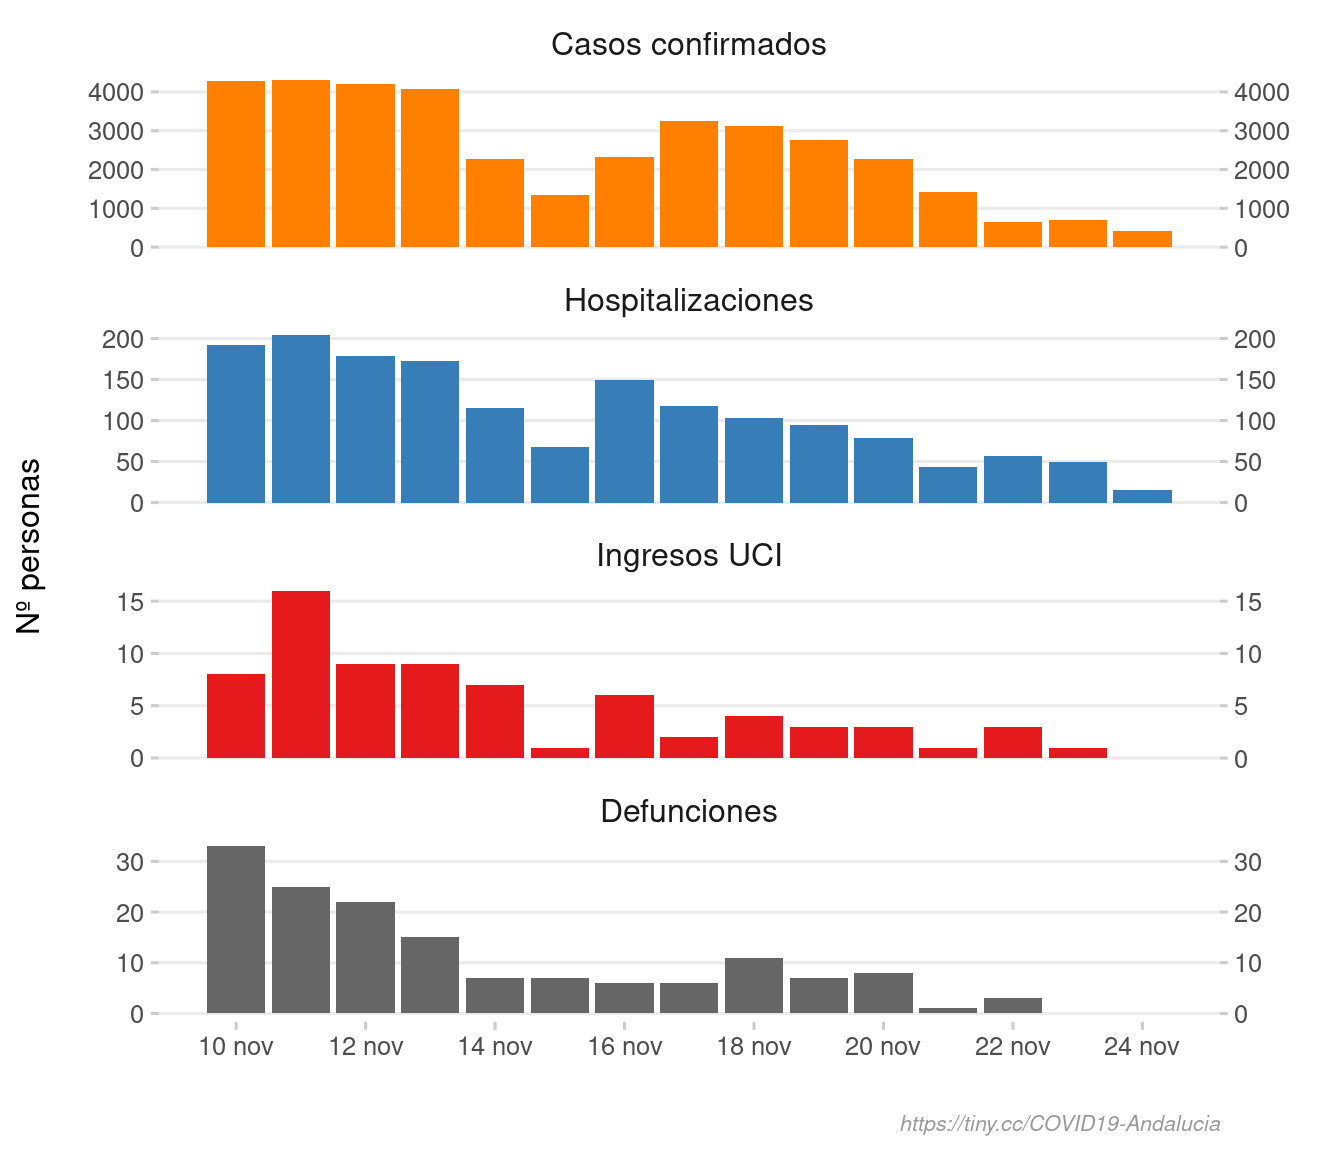 Casos confirmados
4000 4000
3000 3000
2000 2000
1000 1000
0 0
Hospitalizaciones
200 200
150 150
100 100
50 50
0 0
Nº personas
Ingresos UCI
15 15
10 10
5 5
0 0
Defunciones
30 30
20 20
10 10
0 0
10 nov 12 nov 14 nov 16 nov 18 nov 20 nov 22 nov 24 nov
https://tiny.cc/COVID19-Andalucia